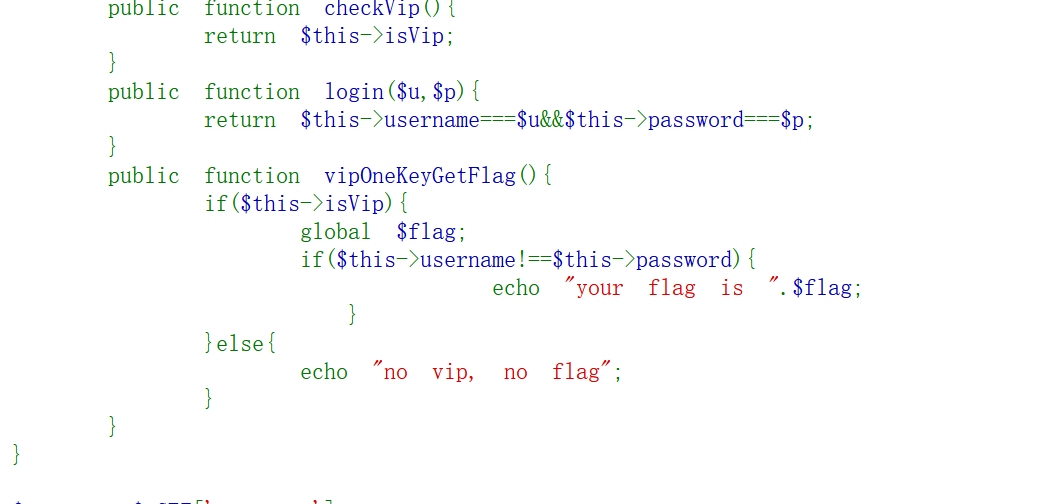 public function checkVip(){
return $this->isVip;
}
public function login($u,$p){
return $this->username===$u&&$this->password===$p;
}
public function vipOneKeyGetFlag(){
if($this->isVip){
global $flag;
if($this->username!==$this->password){
echo "your flag is ".$flag;
}
}else{
echo "no vip, no flag";
}
}
}